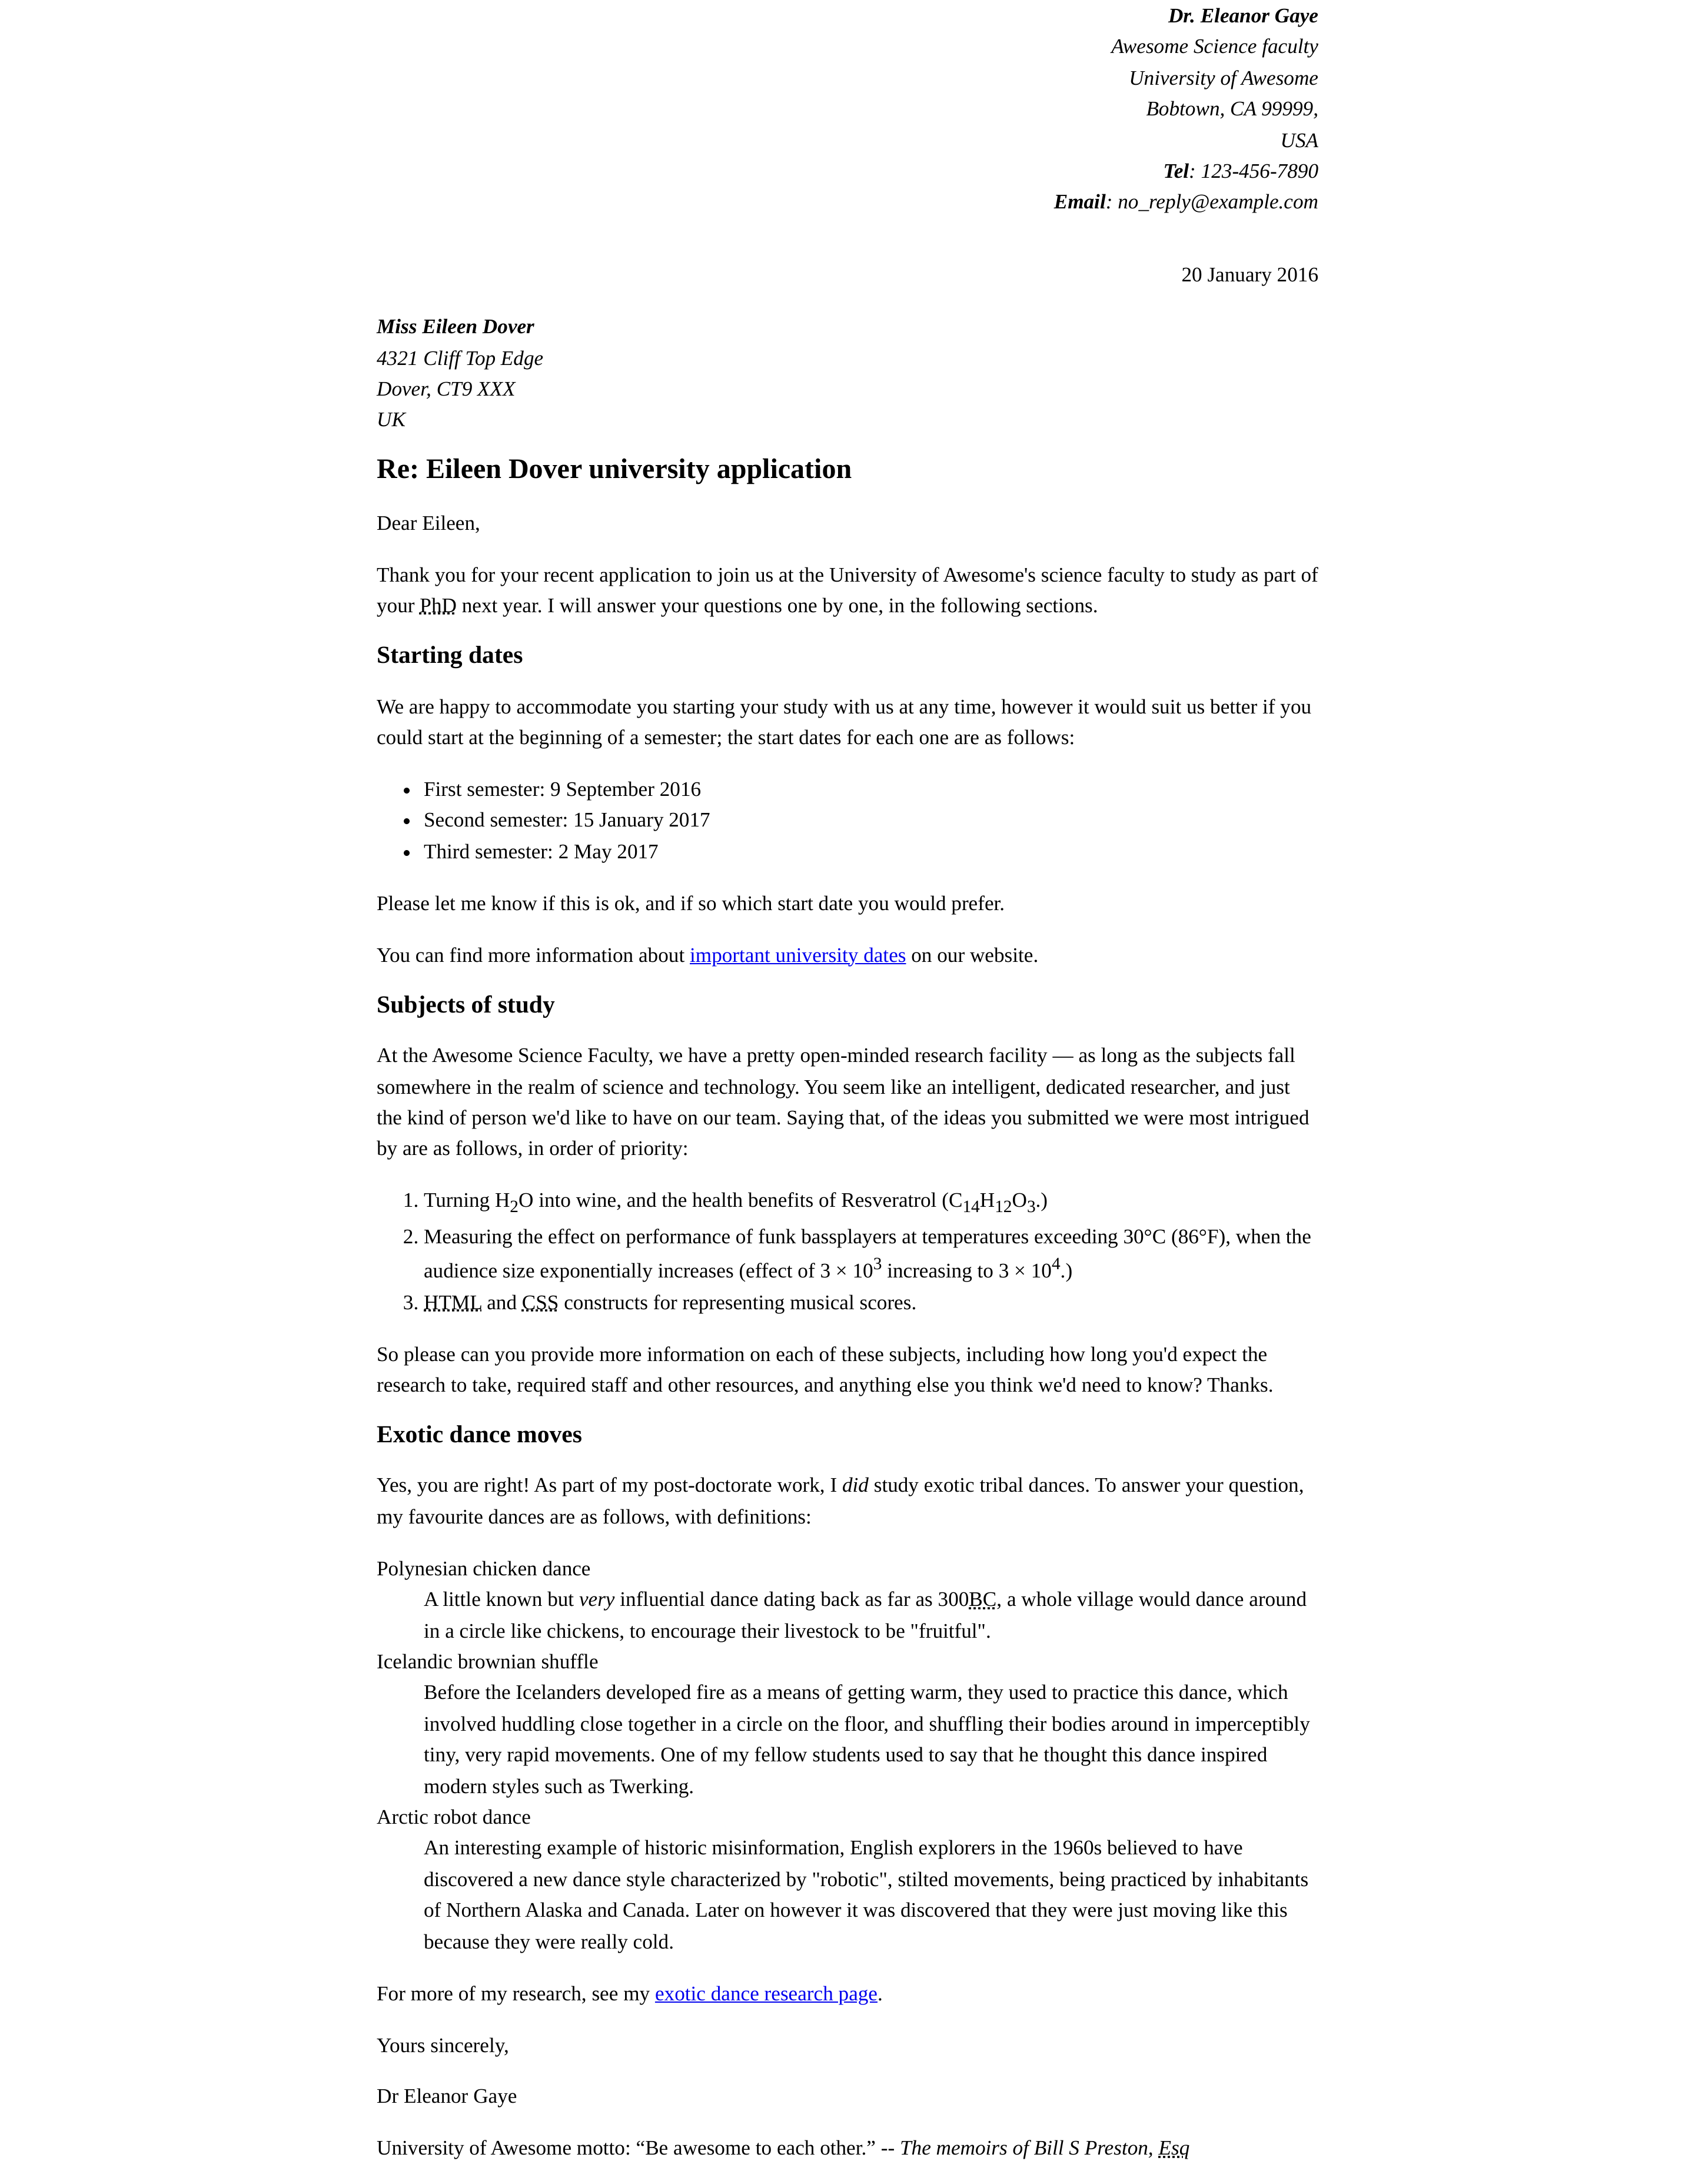 Dr. Eleanor Gaye
Awesome Science faculty
University of Awesome
Bobtown, CA 99999,
USA
Tel: 123-456-7890
Email: no_reply@example.com
20 January 2016
Miss Eileen Dover
4321 Cliff Top Edge
Dover, CT9 XXX
UK
Re: Eileen Dover university application
Dear Eileen,
Thank you for your recent application to join us at the University of Awesome's science faculty to study as part of
your PhD next year. I will answer your questions one by one, in the following sections.
Starting dates
We are happy to accommodate you starting your study with us at any time, however it would suit us better if you
could start at the beginning of a semester; the start dates for each one are as follows:
• First semester: 9 September 2016
• Second semester: 15 January 2017
• Third semester: 2 May 2017
Please let me know if this is ok, and if so which start date you would prefer.
You can find more information about important university dates on our website.
Subjects of study
At the Awesome Science Faculty, we have a pretty open-minded research facility — as long as the subjects fall
somewhere in the realm of science and technology. You seem like an intelligent, dedicated researcher, and just
the kind of person we'd like to have on our team. Saying that, of the ideas you submitted we were most intrigued
by are as follows, in order of priority:
1. Turning H₂O into wine, and the health benefits of Resveratrol (C₁₄H₁₂O₃.)
2. Measuring the effect on performance of funk bassplayers at temperatures exceeding 30°C (86°F), when the
audience size exponentially increases (effect of 3 × 10³ increasing to 3 × 10⁴.)
3. HTML and CSS constructs for representing musical scores.
So please can you provide more information on each of these subjects, including how long you'd expect the
research to take, required staff and other resources, and anything else you think we'd need to know? Thanks.
Exotic dance moves
Yes, you are right! As part of my post-doctorate work, I did study exotic tribal dances. To answer your question,
my favourite dances are as follows, with definitions:
Polynesian chicken dance
A little known but very influential dance dating back as far as 300BC, a whole village would dance around
in a circle like chickens, to encourage their livestock to be "fruitful".
Icelandic brownian shuffle
Before the Icelanders developed fire as a means of getting warm, they used to practice this dance, which
involved huddling close together in a circle on the floor, and shuffling their bodies around in imperceptibly
tiny, very rapid movements. One of my fellow students used to say that he thought this dance inspired
modern styles such as Twerking.
Arctic robot dance
An interesting example of historic misinformation, English explorers in the 1960s believed to have
discovered a new dance style characterized by "robotic", stilted movements, being practiced by inhabitants
of Northern Alaska and Canada. Later on however it was discovered that they were just moving like this
because they were really cold.
For more of my research, see my exotic dance research page.
Yours sincerely,
Dr Eleanor Gaye
University of Awesome motto: “Be awesome to each other.” -- The memoirs of Bill S Preston, Esq